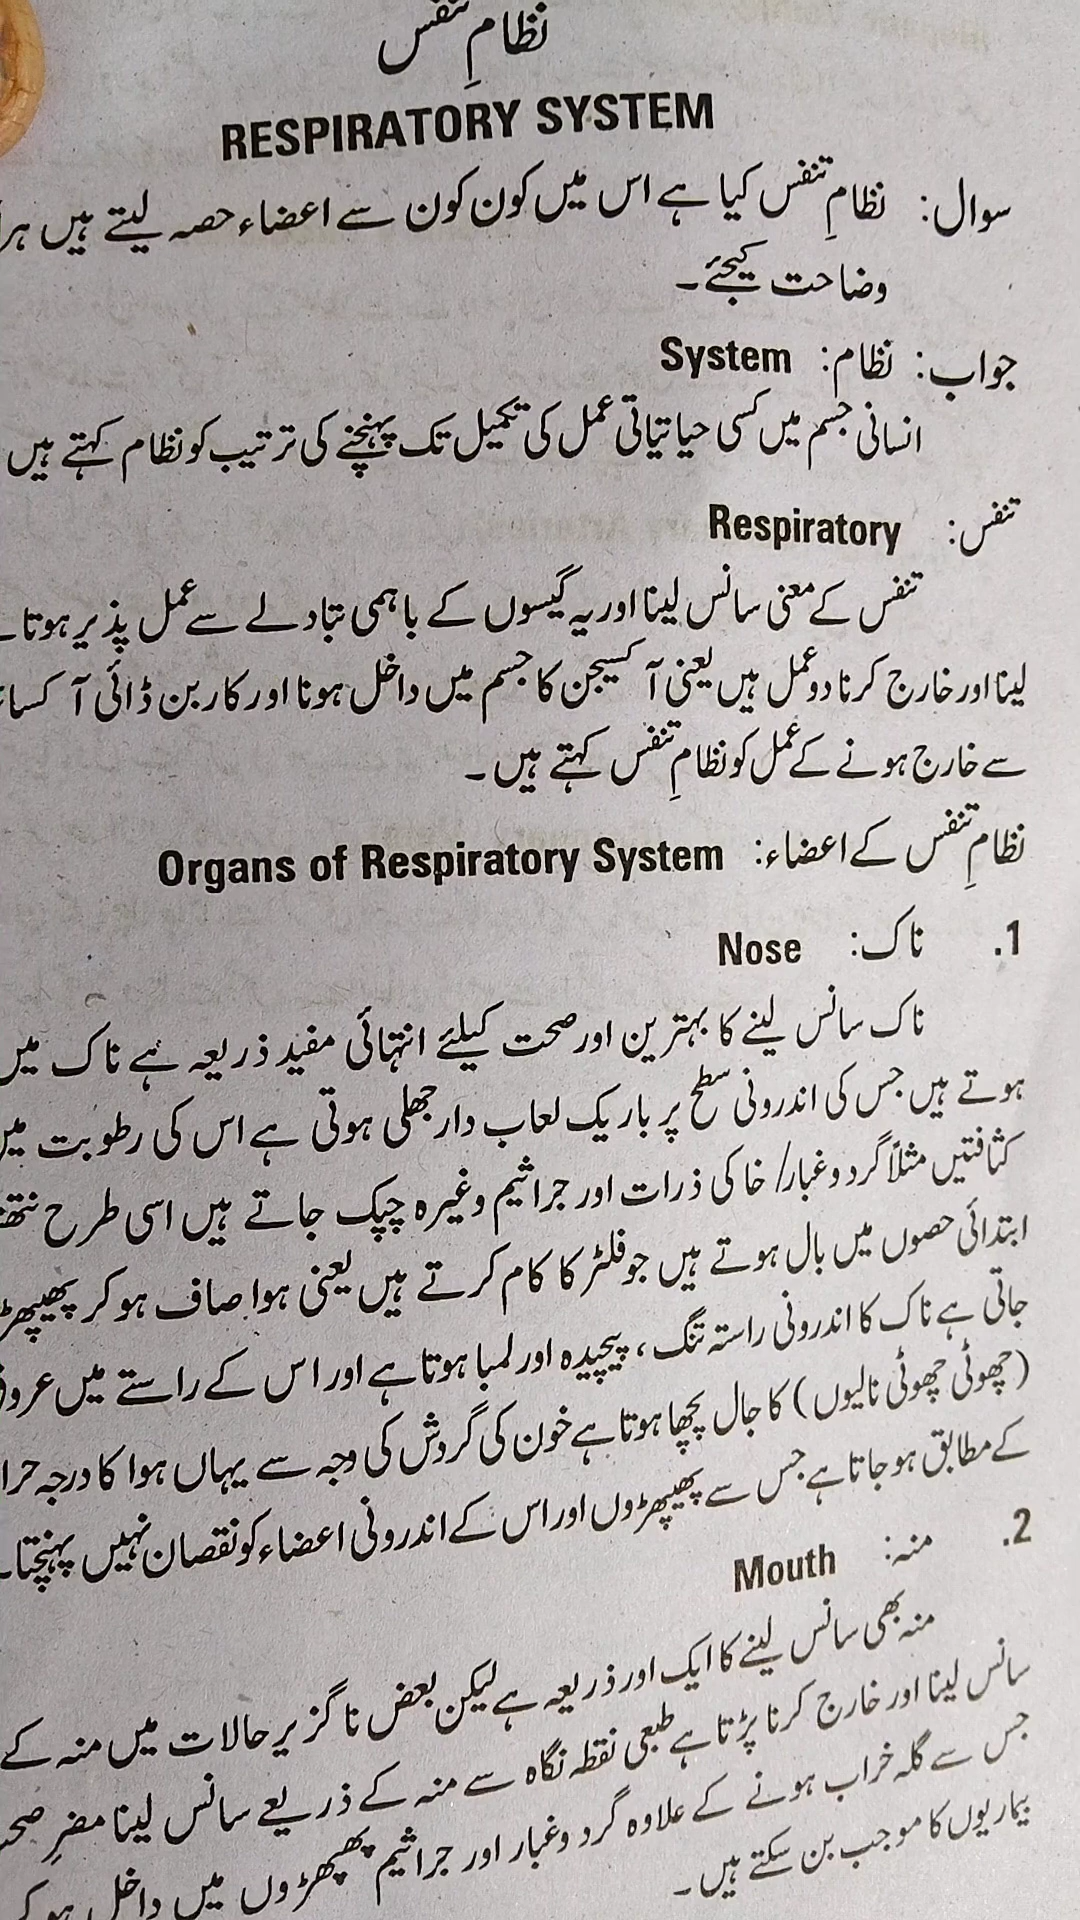 نظامِ تنفس
RESPIRATORY SYSTEM
سوال: نظامِ تنفس کیا ہے اس میں کون کون سے اعضاء حصہ لیتے ہیں ہر
وضاحت کیجئے۔
جواب: نظام: System
انسانی جسم میں کسی حیاتیاتی عمل کی تکمیل تک پہنچنے کی ترتیب کو نظام کہتے ہیں
تنفس: Respiratory
تنفس کے معنی سانس لینا اور یہ گیسوں کے باہمی تبادلے سے عمل پذیر ہوتا
لینا اور خارج کرنا دو عمل ہیں یعنی آکسیجن کا جسم میں داخل ہونا اور کاربن ڈائی آکسا
سے خارج ہونے کے عمل کو نظامِ تنفس کہتے ہیں۔
نظامِ تنفس کے اعضاء: Organs of Respiratory System
1. ناک: Nose
ناک سانس لینے کا بہترین اور صحت کیلئے انتہائی مفید ذریعہ ہے ناک میں
ہوتے ہیں جس کی اندرونی سطح پر باریک لعاب دار جھلی ہوتی ہے اس کی رطوبت میں
کثافتیں مثلاً گرد و غبار/ خاکی ذرات اور جراثیم وغیرہ چپک جاتے ہیں اسی طرح
ابتدائی حصوں میں بال ہوتے ہیں جو فلٹر کا کام کرتے ہیں یعنی ہوا صاف ہو کر پھیپھڑ
جاتی ہے ناک کا اندرونی راستہ تنگ، پیچیدہ اور لمبا ہوتا ہے اور اس کے راستے میں عروق
(چھوٹی چھوٹی نالیوں) کا جال بچھا ہوتا ہے خون کی گردش کی وجہ سے یہاں ہوا کا درجہ حرا
کے مطابق ہو جاتا ہے جس سے پھیپھڑوں اور اس کے اندرونی اعضاء کو نقصان نہیں پہنچتا۔
2. منہ: Mouth
منہ بھی سانس لینے کا ایک اور ذریعہ ہے لیکن بعض ناگزیر حالات میں منہ کے
سانس لینا اور خارج کرنا پڑتا ہے طبعی نقطہ نگاہ سے منہ کے ذریعے سانس لینا مضرِ صحت
جس سے گلہ خراب ہونے کے علاوہ گرد و غبار اور جراثیم پھیپھڑوں میں داخل ہو کر
بیماریوں کا موجب بن سکتے ہیں۔